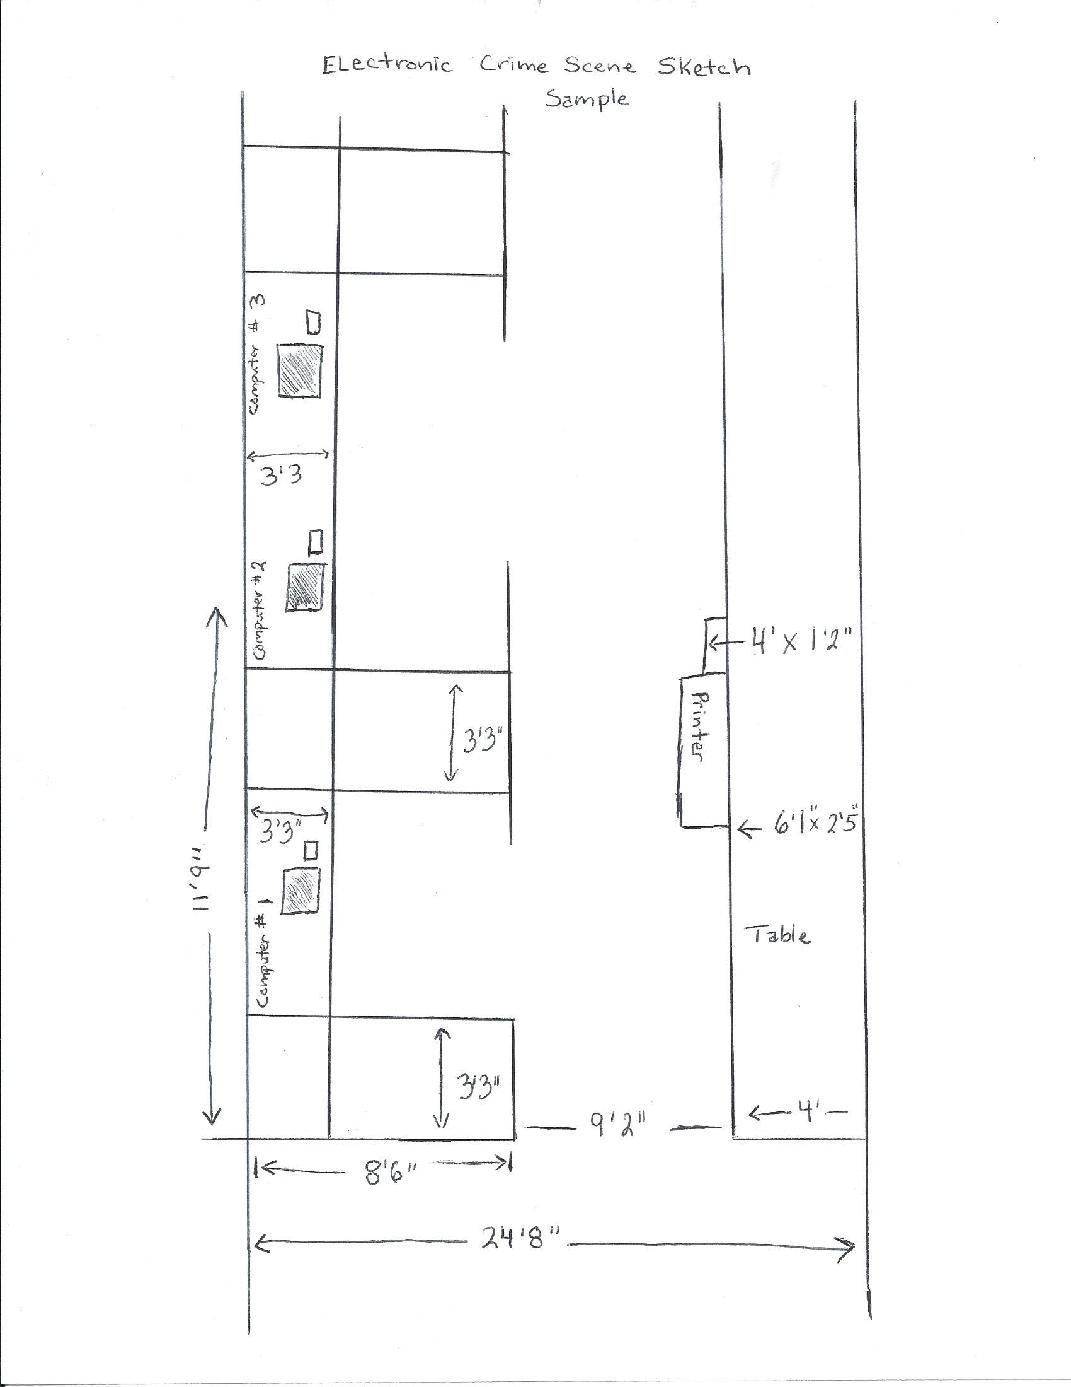 Electronic Crime Scene Sketch
Sample
Computer # 3
3'3
Computer #2
4' X 1'2"
Printer
3'3"
3'3"
6'1" x 2'5"
11'9"
Computer # 1
Table
3'3"
4'
9'2"
8'6"
24'8"